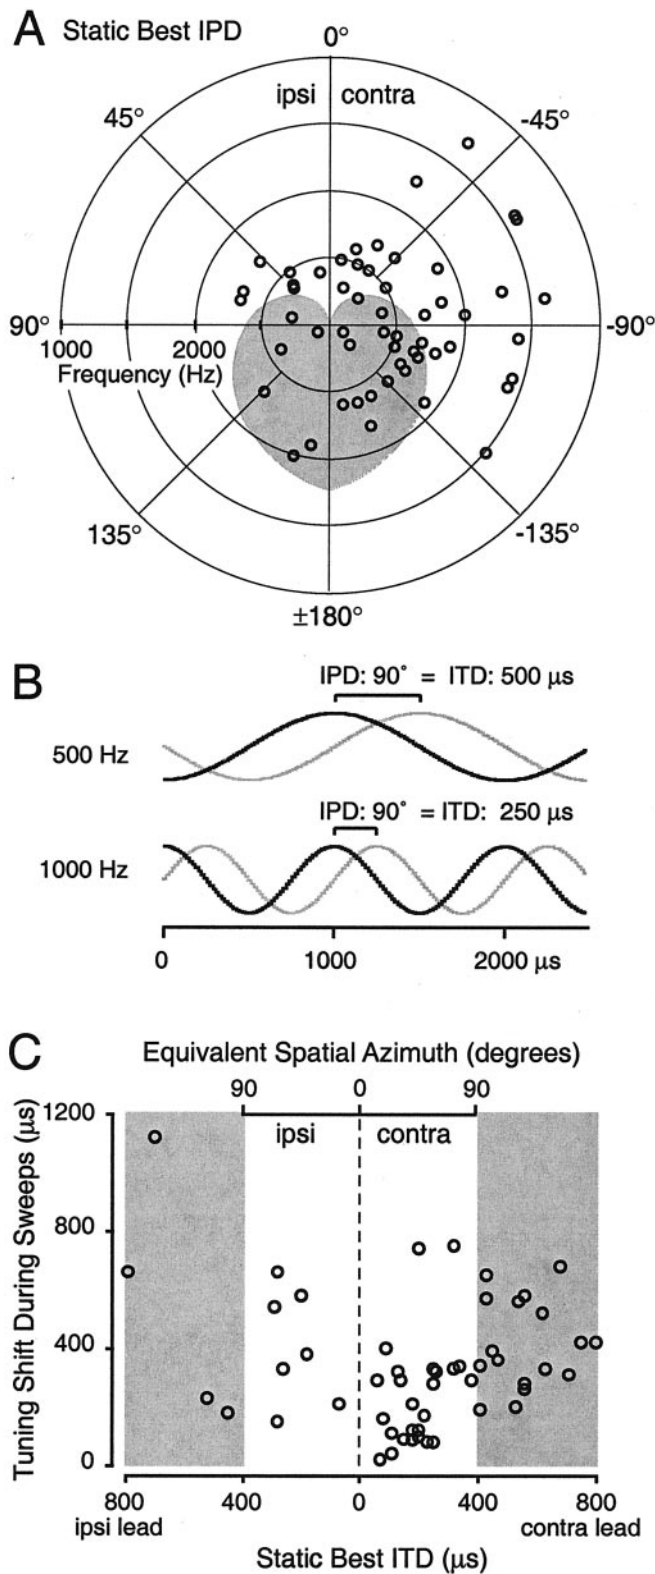 A Static Best IPD
0°
ipsi contra
45° -45°
90° -90°
1000 2000
Frequency (Hz)
135° -135°
±180°
B
IPD: 90° = ITD: 500 µs
500 Hz
IPD: 90° = ITD: 250 µs
1000 Hz
0 1000 2000 µs
C
Equivalent Spatial Azimuth (degrees)
90 0 90
1200
ipsi contra
800
400
0
Tuning Shift During Sweeps (µs)
800 400 0 400 800
ipsi lead contra lead
Static Best ITD (µs)